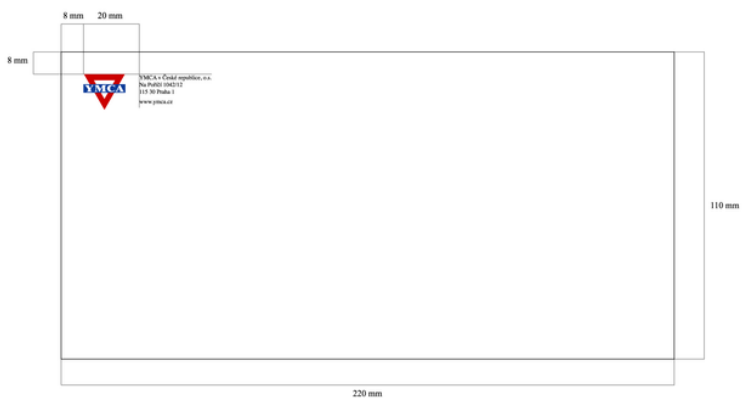 8 mm 20 mm
8 mm
YMCA
YMCA v České republice, z.s.
Na Poříčí 1042/12
115 30 Praha 1
www.ymca.cz
110 mm
220 mm